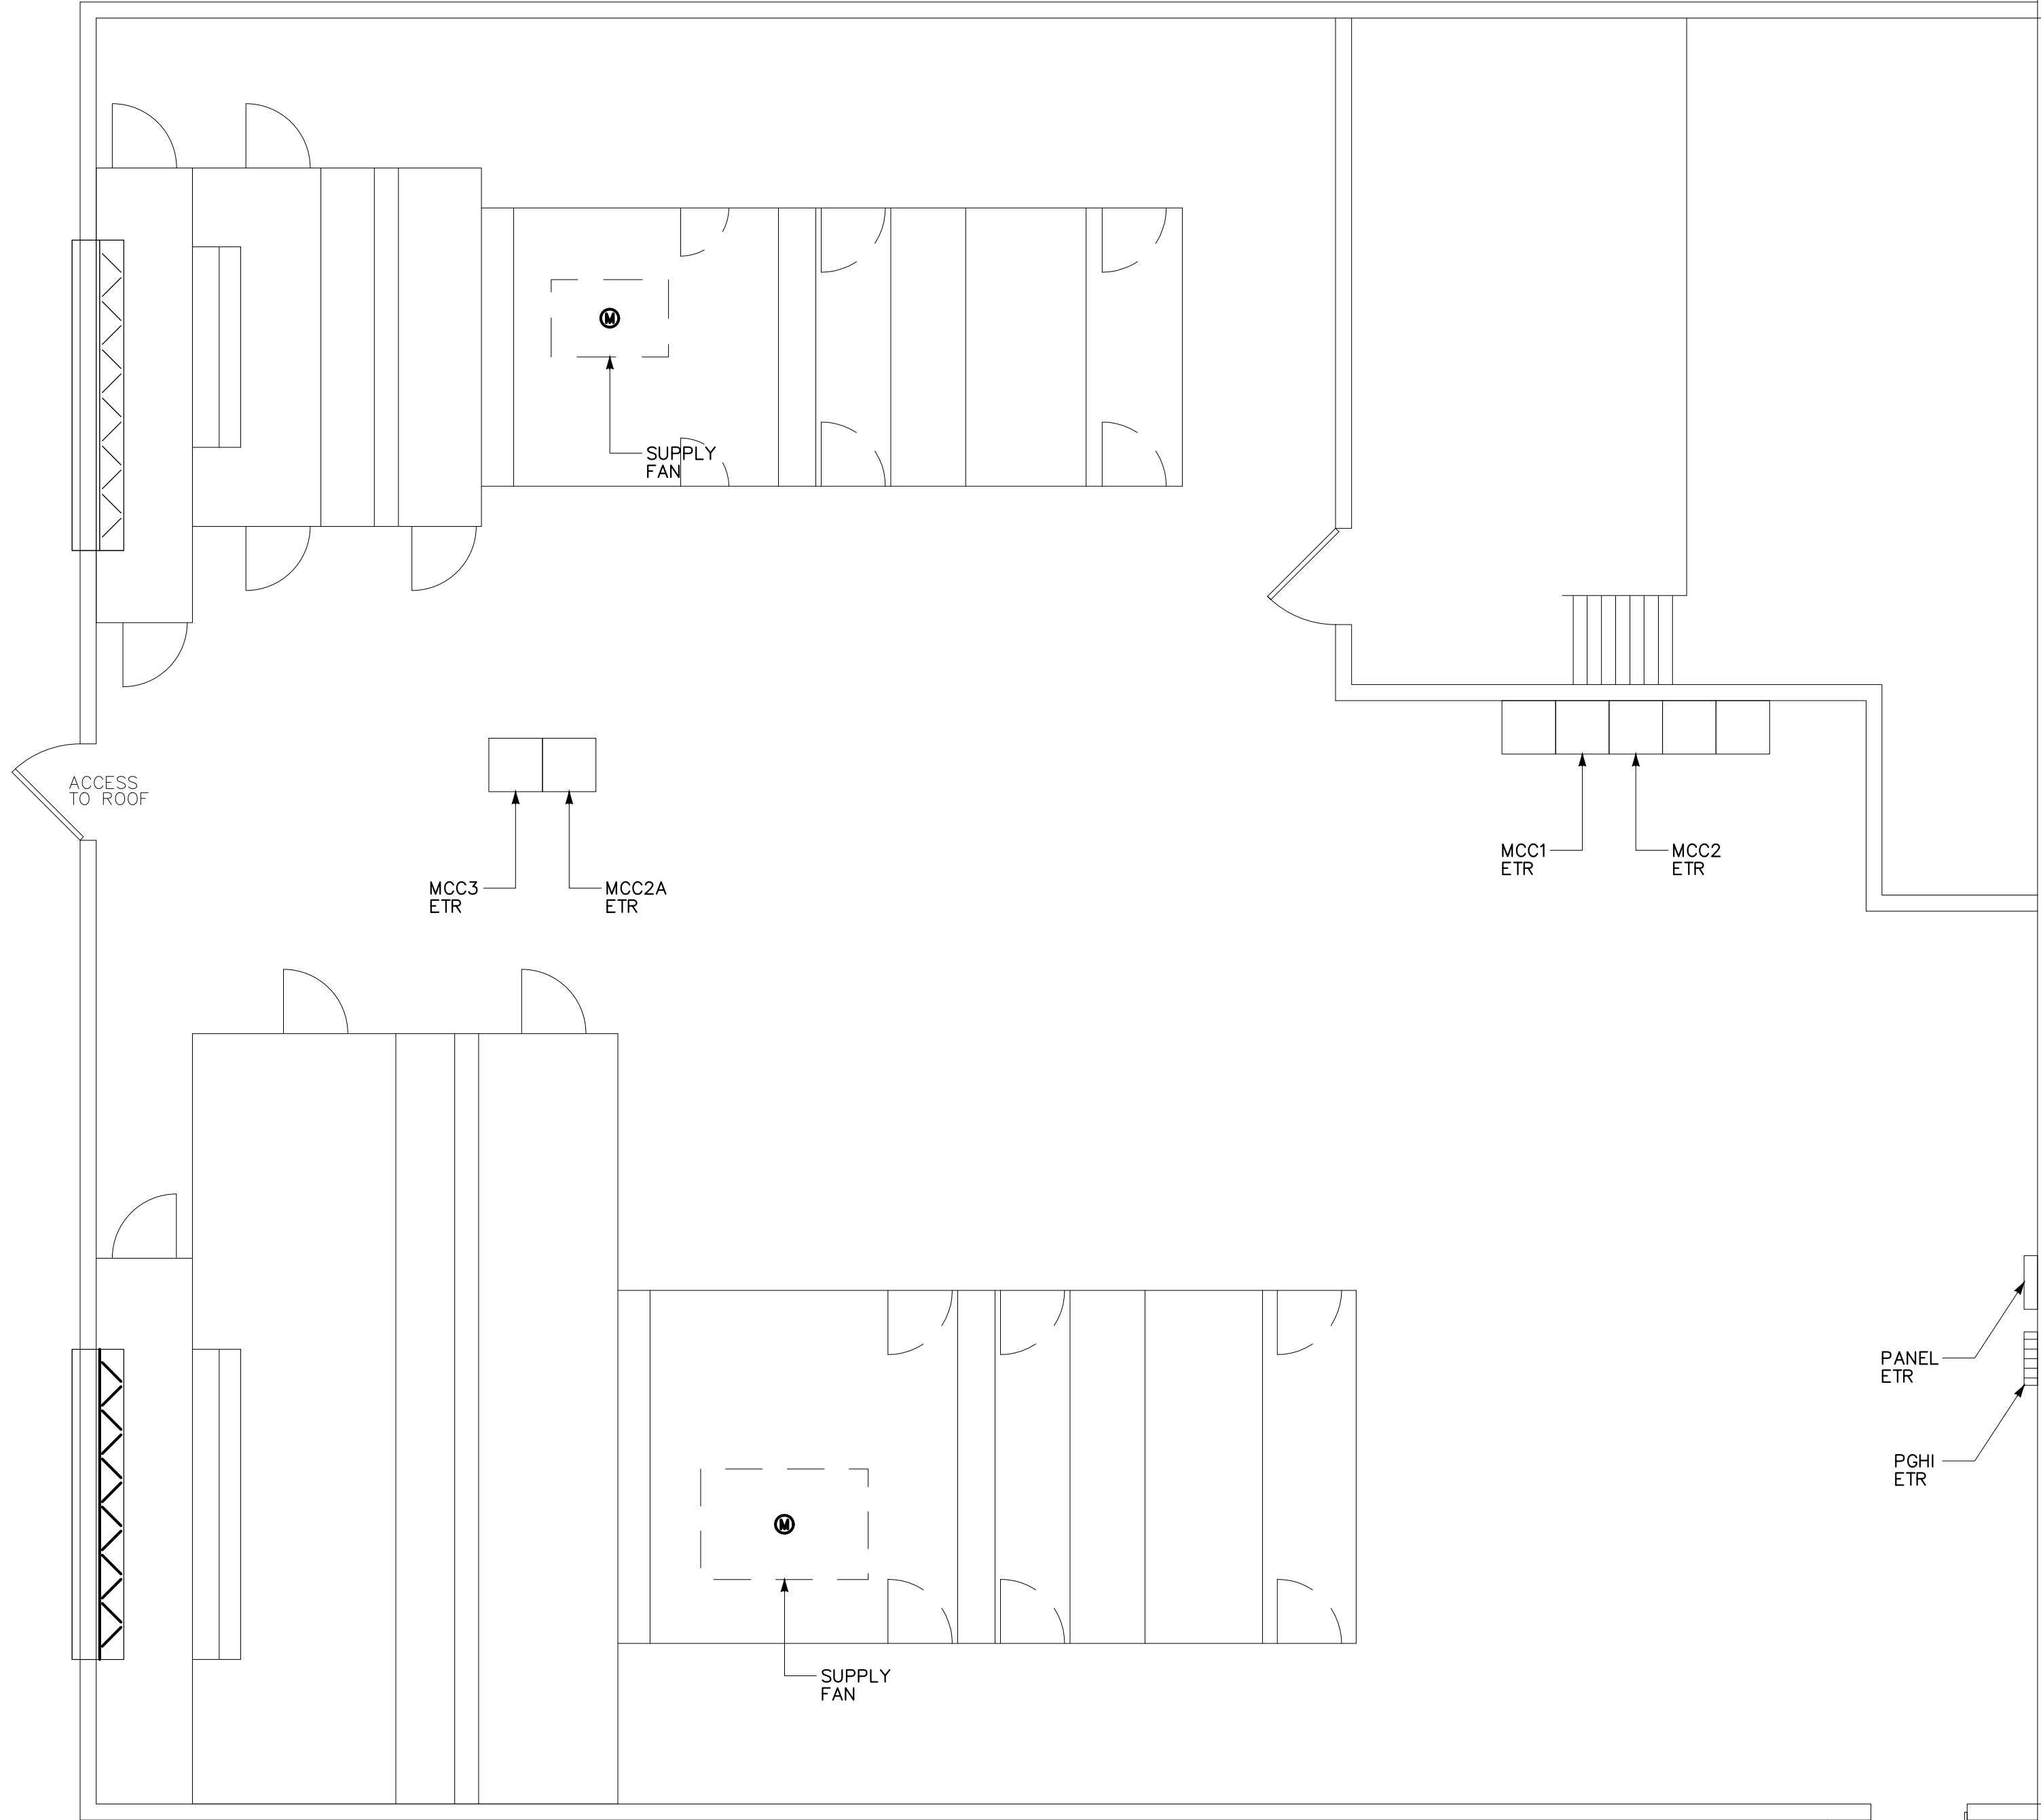 M
SUPPLY
FAN
ACCESS
TO ROOF
MCC3
ETR
MCC2A
ETR
MCC1
ETR
MCC2
ETR
PANEL
ETR
PGHI
ETR
M
SUPPLY
FAN